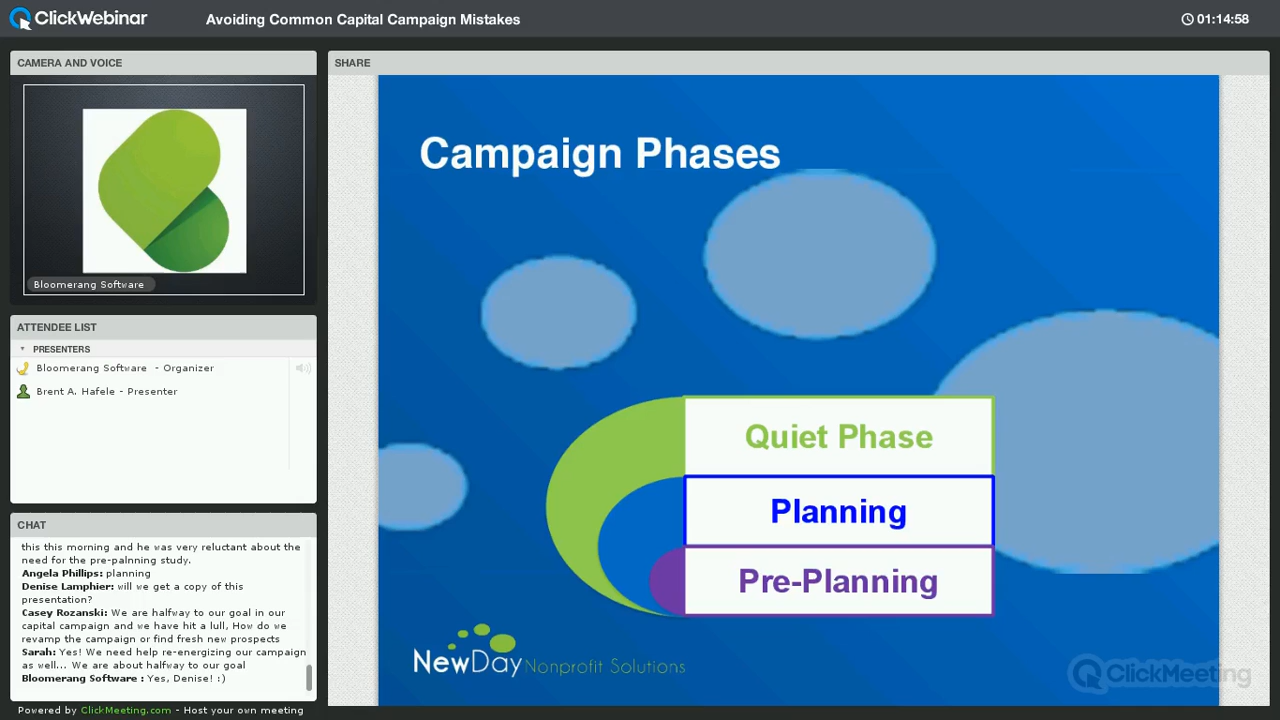 ClickWebinar
Avoiding Common Capital Campaign Mistakes
01:14:58
CAMERA AND VOICE
Bloomerang Software
ATTENDEE LIST
PRESENTERS
Bloomerang Software - Organizer
Brent A. Hafele - Presenter
CHAT
this this morning and he was very reluctant about the
need for the pre-palnning study.
Angela Phillips: planning
Denise Lamphier: will we get a copy of this
presentation?
Casey Rozanski: We are halfway to our goal in our
capital campaign and we have hit a lull, How do we
revamp the campaign or find fresh new prospects
Sarah: Yes! We need help re-energizing our campaign
as well... We are about halfway to our goal
Bloomerang Software : Yes, Denise! :)
Powered by ClickMeeting.com - Host your own meeting
SHARE
Campaign Phases
Quiet Phase
Planning
Pre-Planning
NewDay Nonprofit Solutions
ClickMeeting